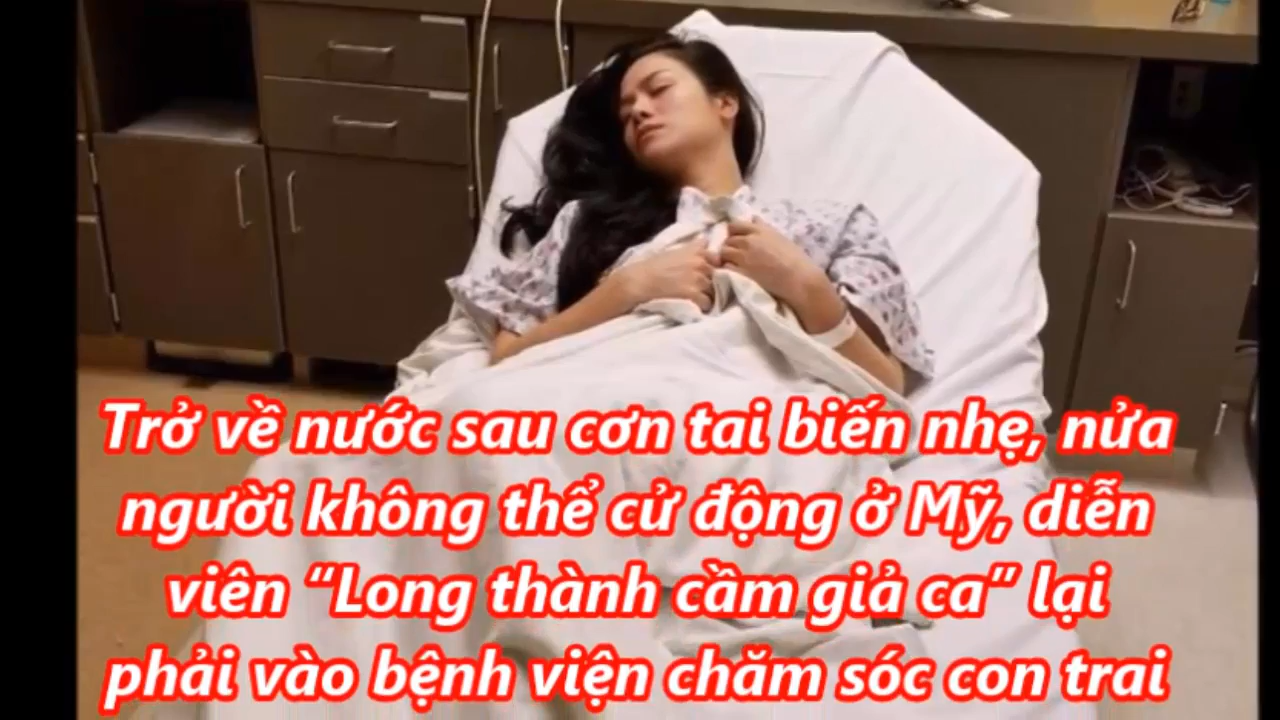 Trở về nước sau cơn tai biến nhẹ, nửa
người không thể cử động ở Mỹ, diễn
viên “Long thành cầm giả ca” lại
phải vào bệnh viện chăm sóc con trai